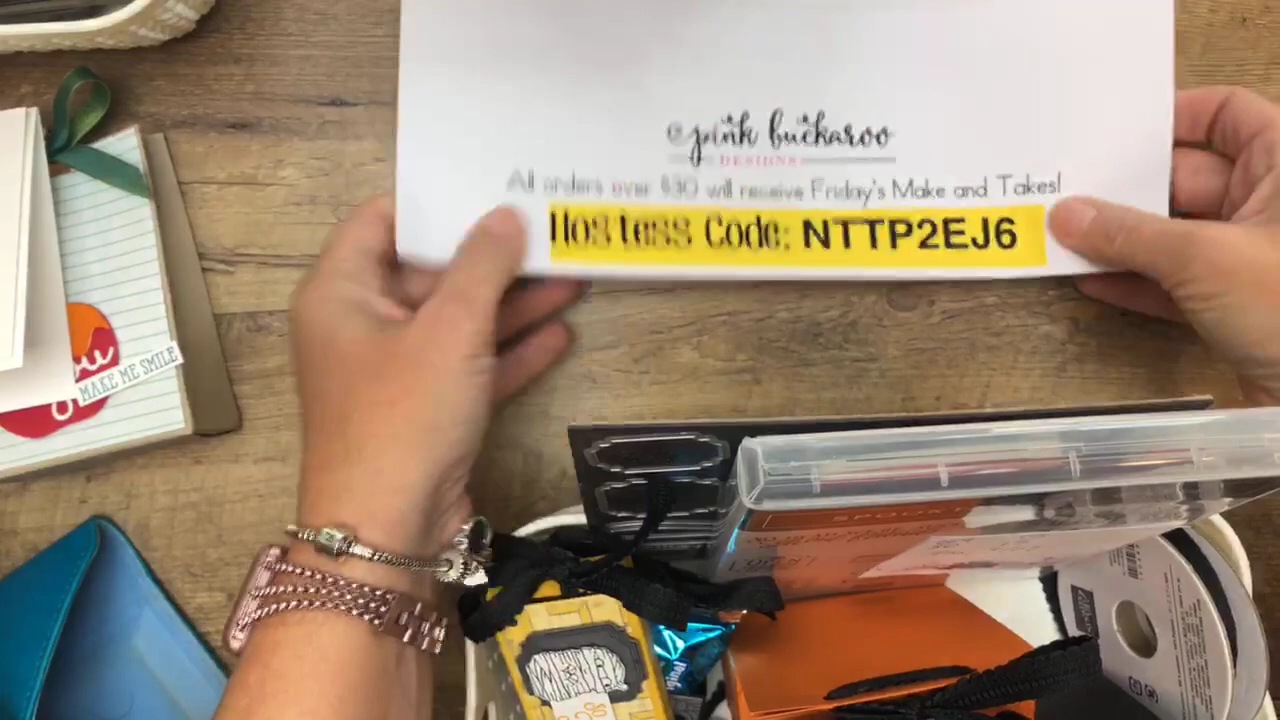 pink buckaroo
DESIGNS
All orders over $30 will receive Friday's Make and Takes!
Hostess Code: NTTP2EJ6
you
MAKE ME SMILE